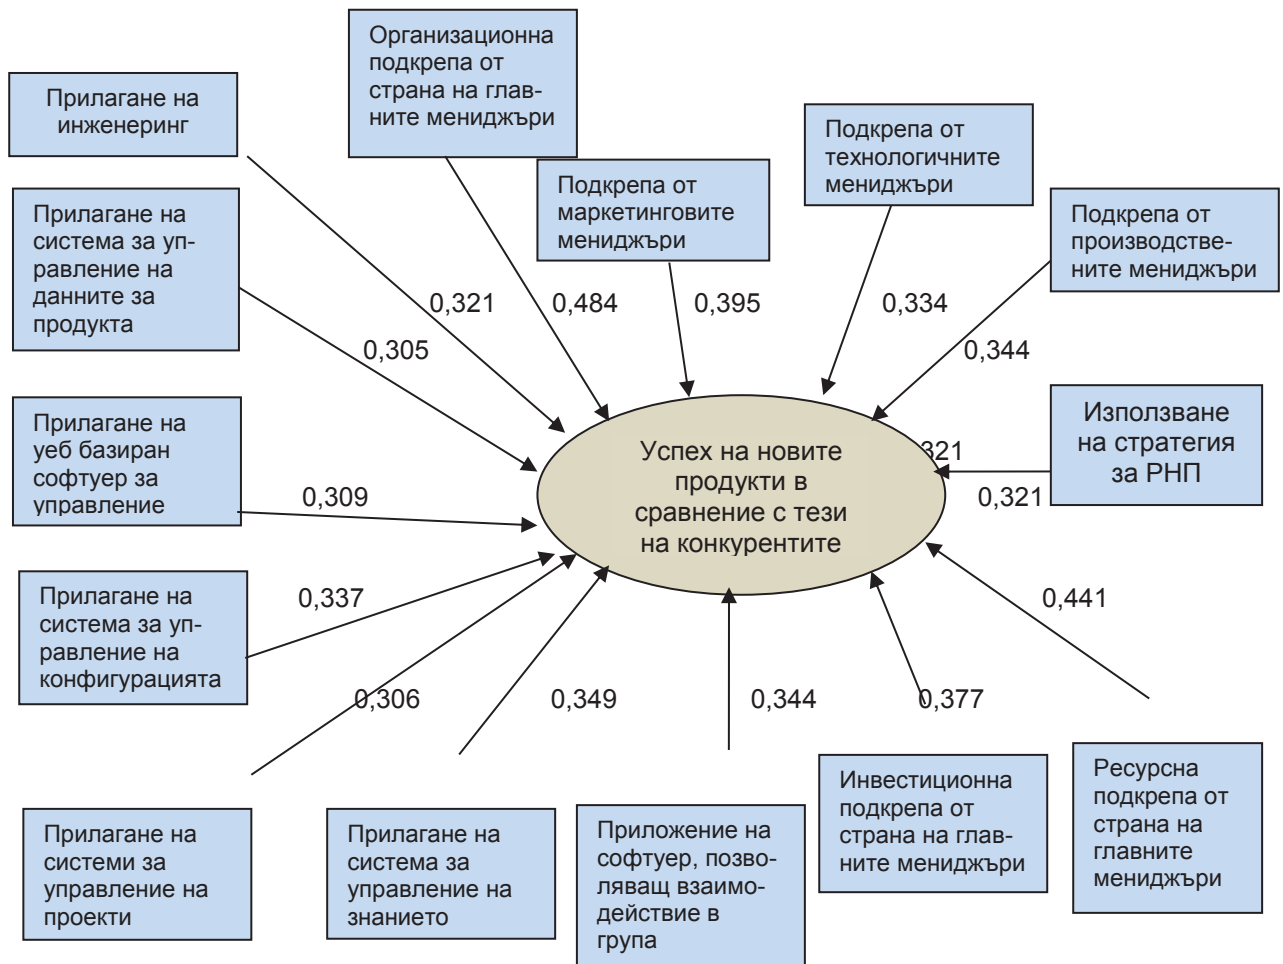 Организационна
подкрепа от
страна на глав-
ните мениджъри
Прилагане на
инженеринг
Подкрепа от
технологичните
мениджъри
Подкрепа от
маркетинговите
мениджъри
Подкрепа от
производстве-
ните мениджъри
Прилагане на
система за уп-
равление на
данните за
продукта
0,321
0,484
0,395
0,334
0,344
0,305
Прилагане на
уеб базиран
софтуер за
управление
0,309
Успех на новите
продукти в
сравнение с тези
на конкурентите
321
0,321
Използване
на стратегия
за РНП
Прилагане на
система за уп-
равление на
конфигурацията
0,337
0,441
0,306
0,349
0,344
0,377
Прилагане на
системи за
управление на
проекти
Прилагане на
система за
управление на
знанието
Приложение на
софтуер, позво-
ляващ взаимо-
действие в
група
Инвестиционна
подкрепа от
страна на глав-
ните мениджъри
Ресурсна
подкрепа от
страна на
главните
мениджъри